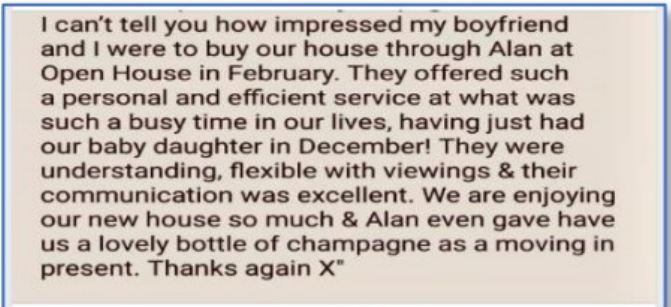 I can't tell you how impressed my boyfriend
and I were to buy our house through Alan at
Open House in February. They offered such
a personal and efficient service at what was
such a busy time in our lives, having just had
our baby daughter in December! They were
understanding, flexible with viewings & their
communication was excellent. We are enjoying
our new house so much & Alan even gave have
us a lovely bottle of champagne as a moving in
present. Thanks again X"